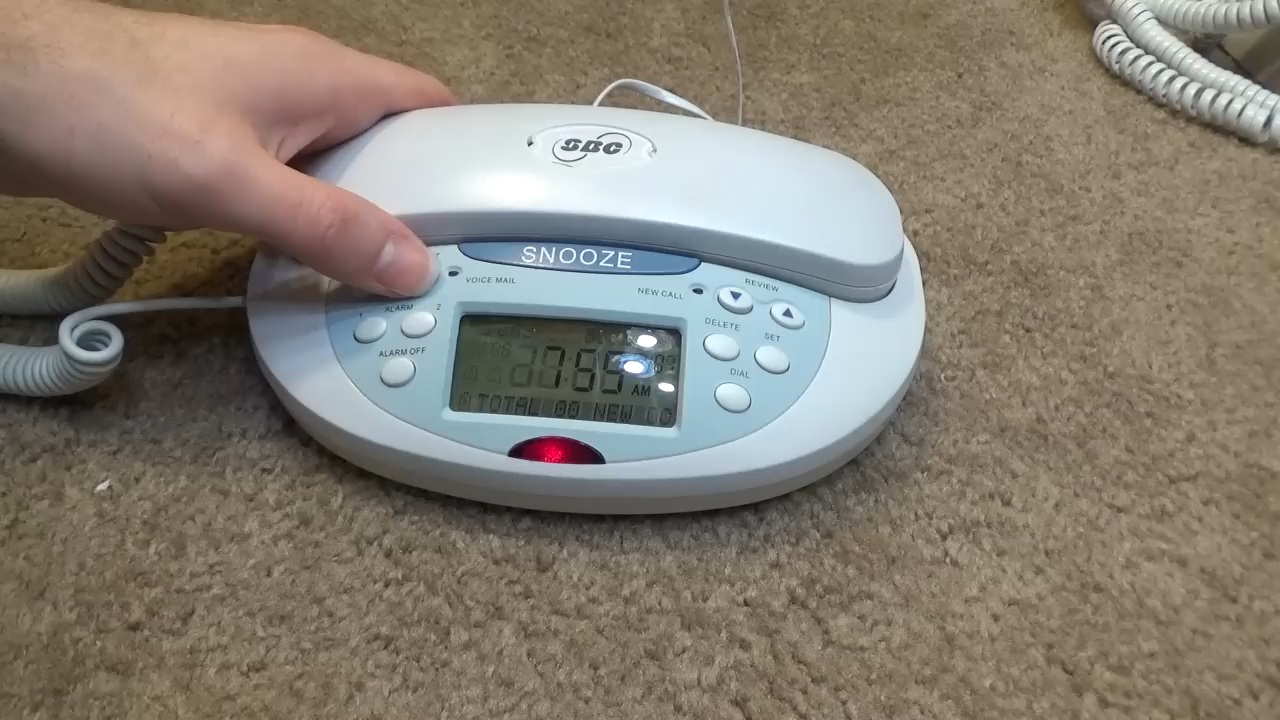 SBC
SNOOZE
VOICE MAIL
NEW CALL
REVIEW
ALARM
1
2
ALARM OFF
DELETE
SET
DIAL
AM
TOTAL 00 NEW 00